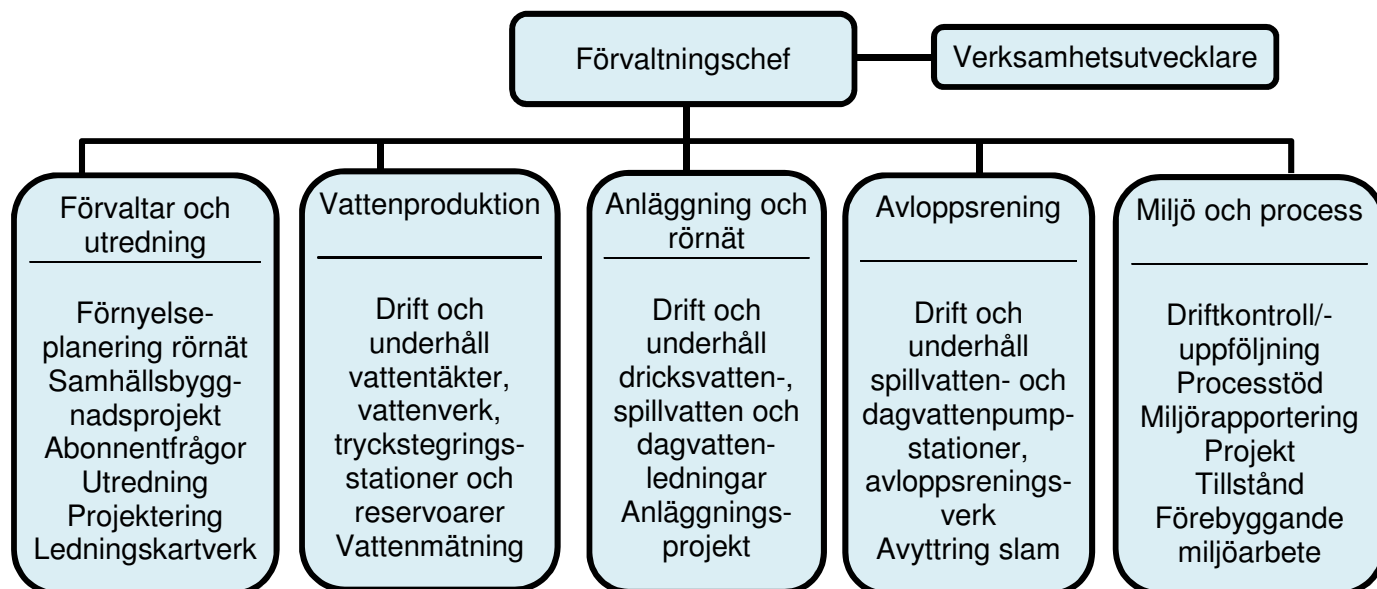 Förvaltningschef
Verksamhetsutvecklare
Förvaltar och
utredning
Förnyelse-
planering rörnät
Samhällsbygg-
nadsprojekt
Abonnentfrågor
Utredning
Projektering
Ledningskartverk
Vattenproduktion
Drift och
underhåll
vattentäkter,
vattenverk,
tryckstegrings-
stationer och
reservoarer
Vattenmätning
Anläggning och
rörnät
Drift och
underhåll
dricksvatten-,
spillvatten och
dagvatten-
ledningar
Anläggnings-
projekt
Avloppsrening
Drift och
underhåll
spillvatten- och
dagvattenpump-
stationer,
avloppsrenings-
verk
Avyttring slam
Miljö och process
Driftkontroll/-
uppföljning
Processtöd
Miljörapportering
Projekt
Tillstånd
Förebyggande
miljöarbete